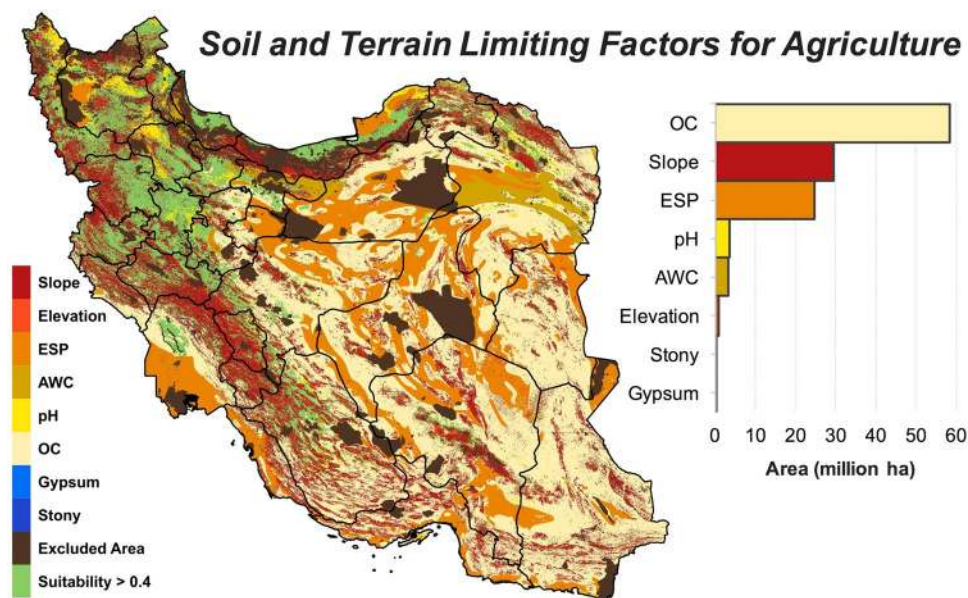 Soil and Terrain Limiting Factors for Agriculture
OC
Slope
ESP
pH
AWC
Elevation
Stony
Gypsum
0 10 20 30 40 50 60
Area (million ha)
Slope
Elevation
ESP
AWC
pH
OC
Gypsum
Stony
Excluded Area
Suitability > 0.4